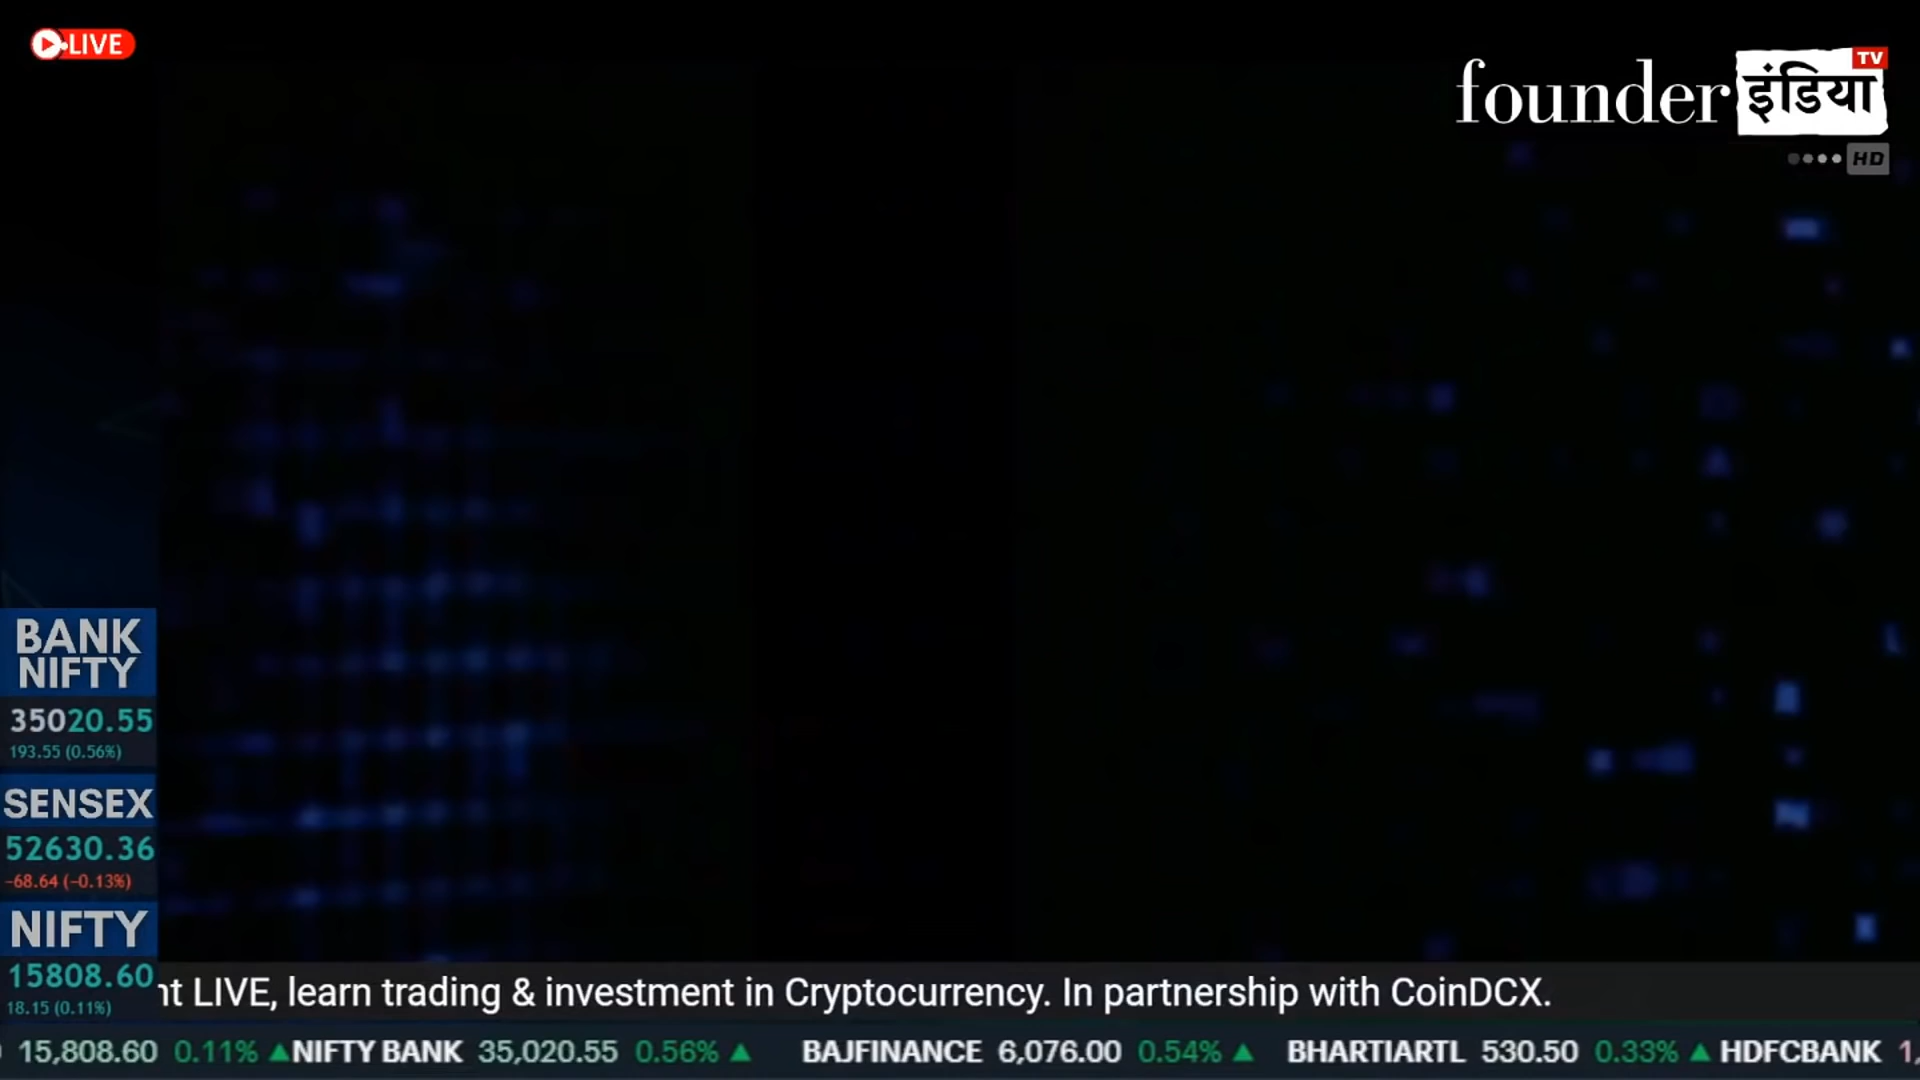 LIVE
founder इंडिया TV
HD
BANK
NIFTY
35020.55
193.55 (0.56%)
SENSEX
52630.36
-68.64 (-0.13%)
NIFTY
15808.60
18.15 (0.11%)
nt LIVE, learn trading & investment in Cryptocurrency. In partnership with CoinDCX.
15,808.60 0.11% ▲NIFTY BANK 35,020.55 0.56% ▲ BAJFINANCE 6,076.00 0.54% ▲ BHARTIARTL 530.50 0.33% ▲ HDFCBANK 1,